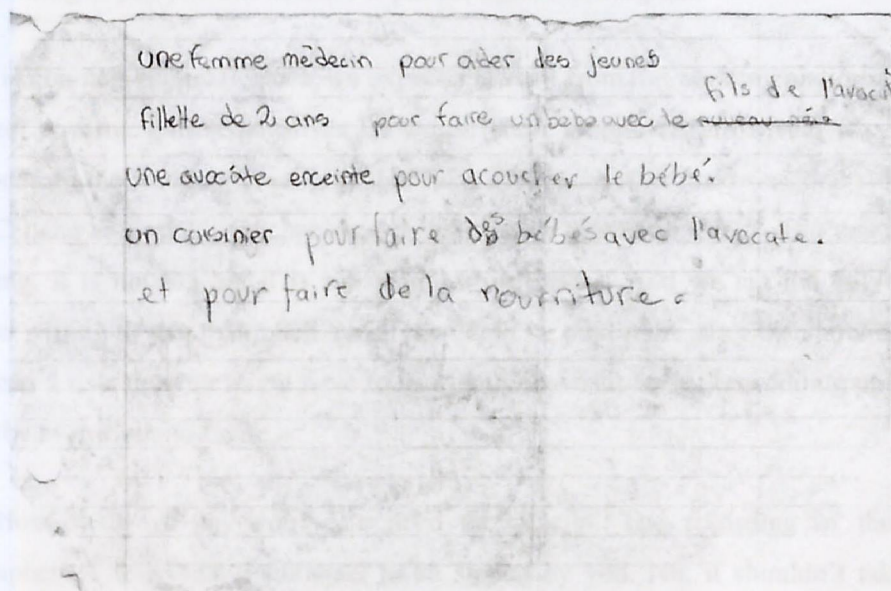 une femme médecin pour aider des jeunes
fils de l'avocat
fillette de 2 ans pour faire un bébé avec le
une avocate enceinte pour acoucher le bébé.
un cuisinier pour faire des bébés avec l'avocate.
et pour faire de la nourriture.